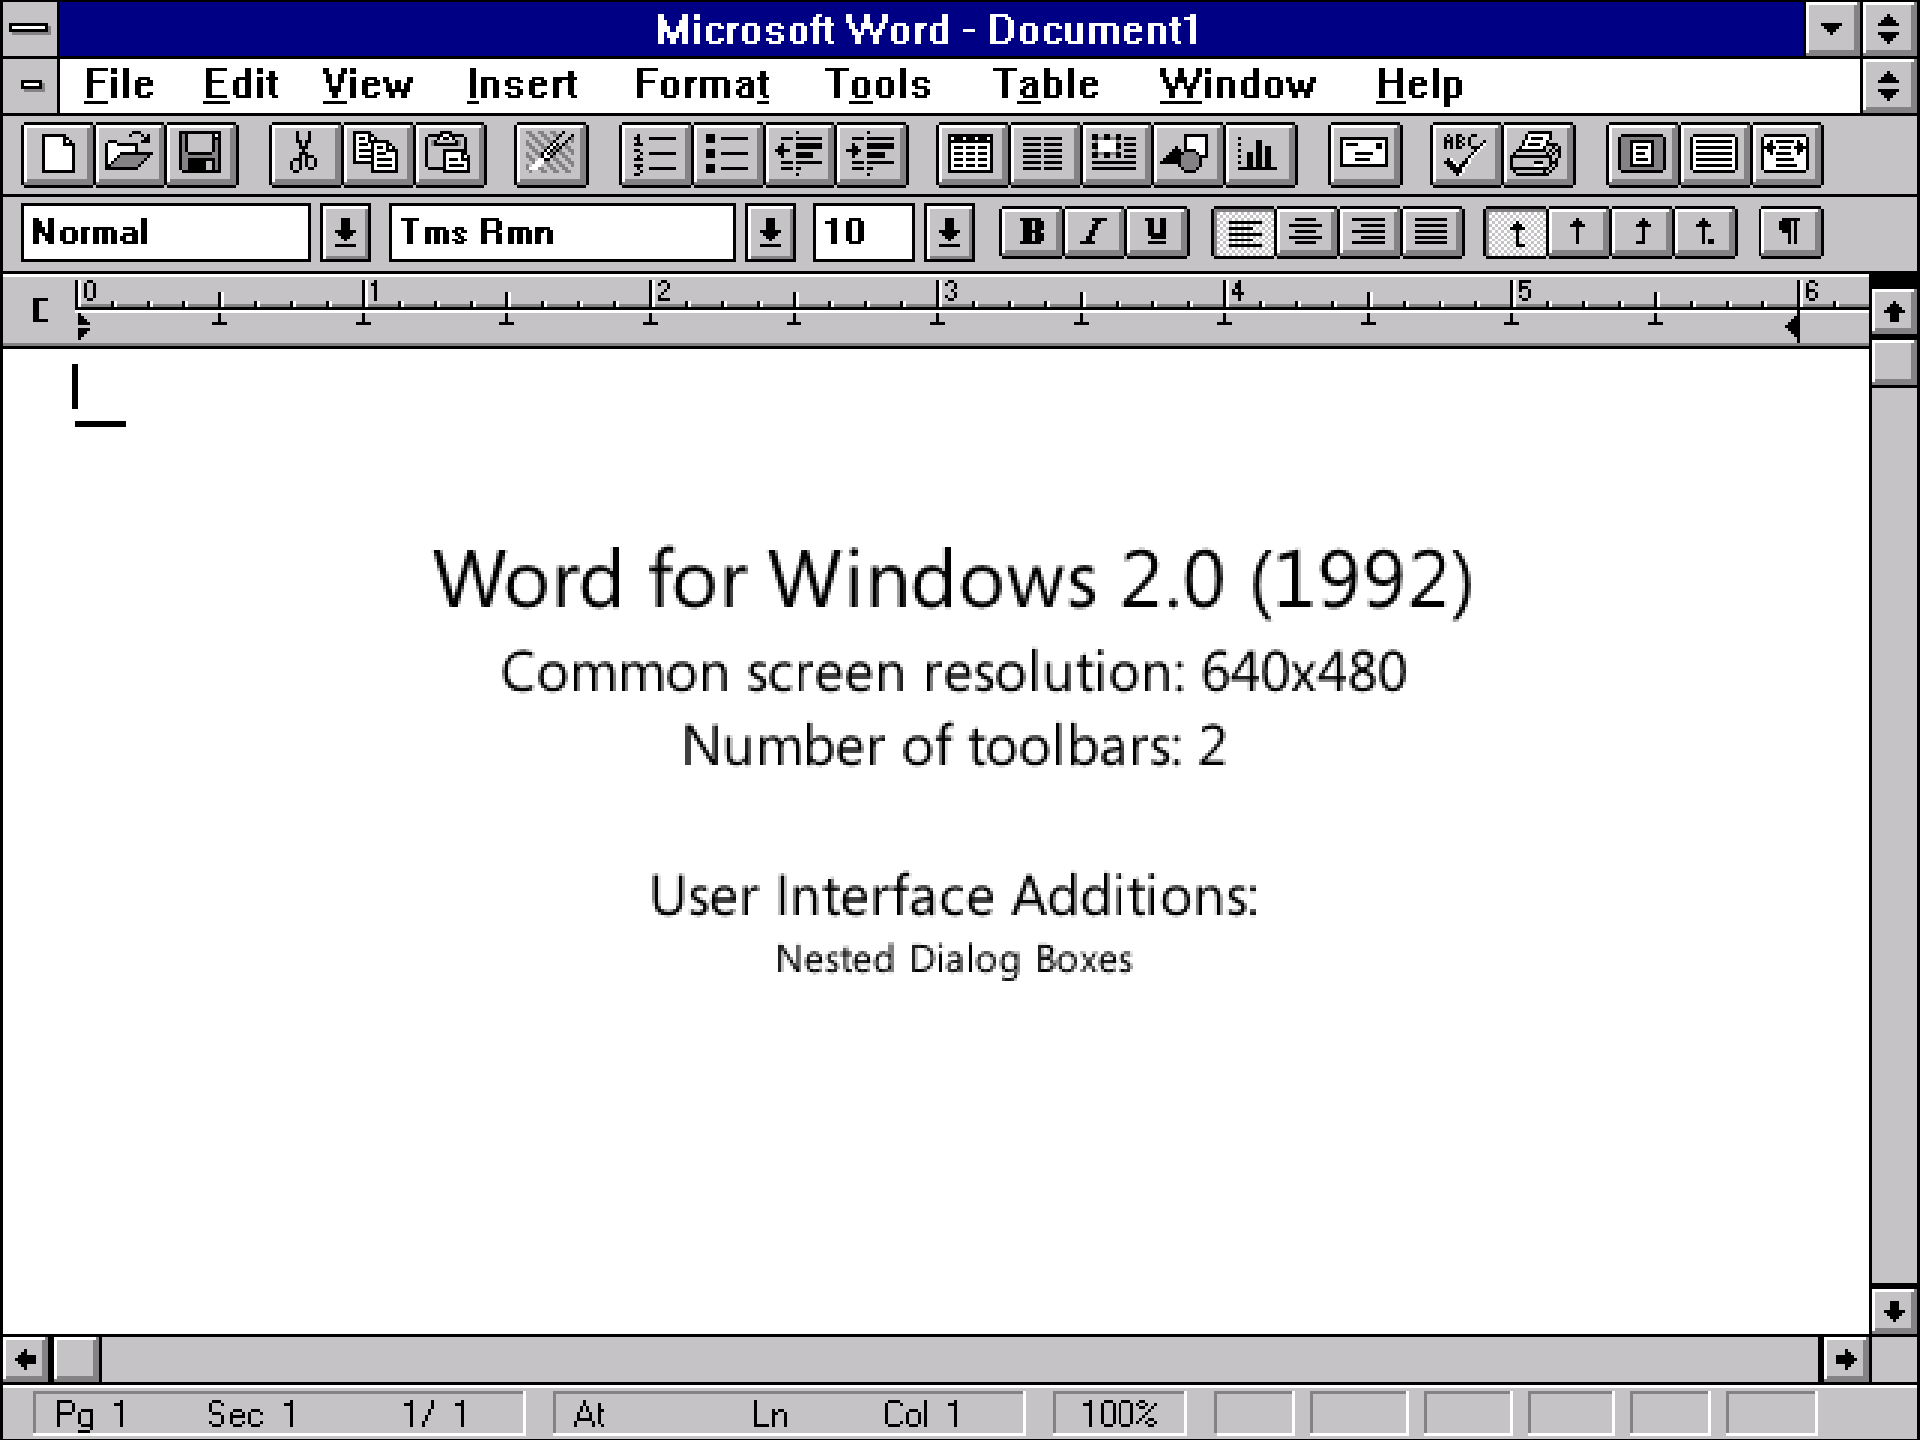 Microsoft Word - Document1
File Edit View Insert Format Tools Table Window Help
ABC
Normal Tms Rmn 10 B I U
0 1 2 3 4 5 6
Word for Windows 2.0 (1992)
Common screen resolution: 640x480
Number of toolbars: 2
User Interface Additions:
Nested Dialog Boxes
Pg 1 Sec 1 1/ 1 At Ln Col 1 100%